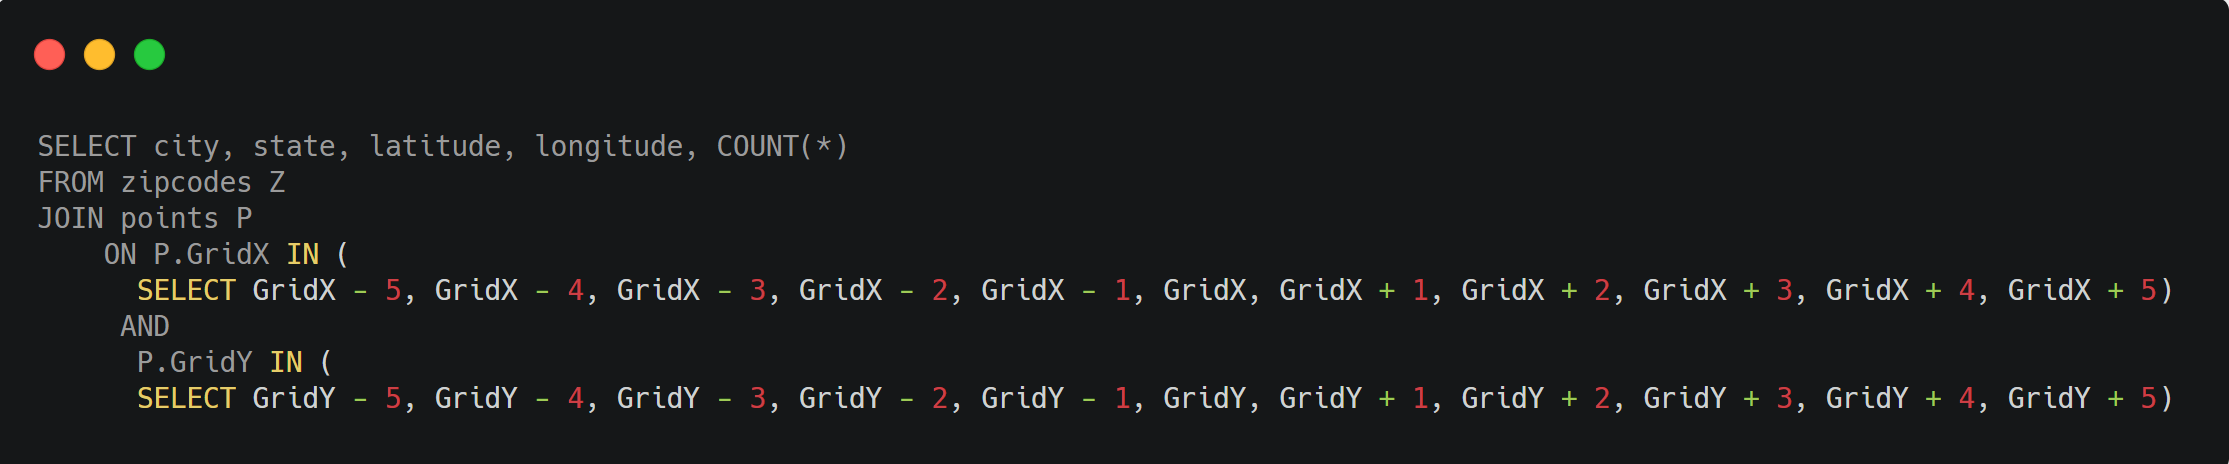 SELECT city, state, latitude, longitude, COUNT(*)
FROM zipcodes Z
JOIN points P
    ON P.GridX IN (
      SELECT GridX - 5, GridX - 4, GridX - 3, GridX - 2, GridX - 1, GridX, GridX + 1, GridX + 2, GridX + 3, GridX + 4, GridX + 5)
     AND
      P.GridY IN (
      SELECT GridY - 5, GridY - 4, GridY - 3, GridY - 2, GridY - 1, GridY, GridY + 1, GridY + 2, GridY + 3, GridY + 4, GridY + 5)